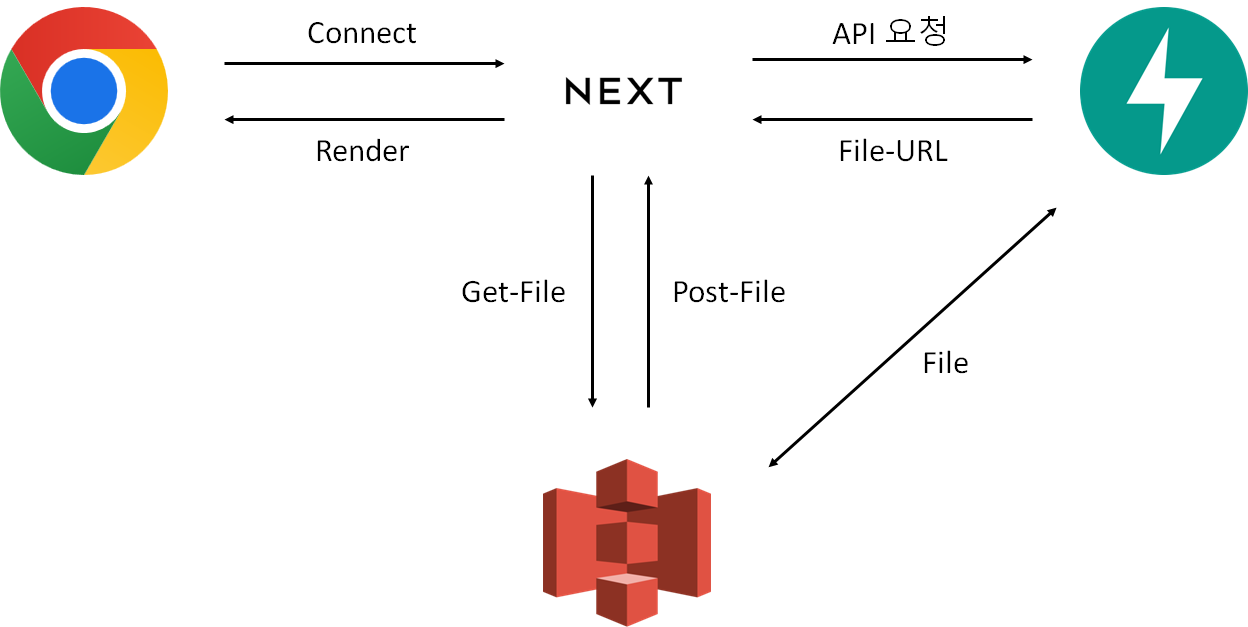 Connect
API 요청
NEXT
Render
File-URL
Get-File
Post-File
File